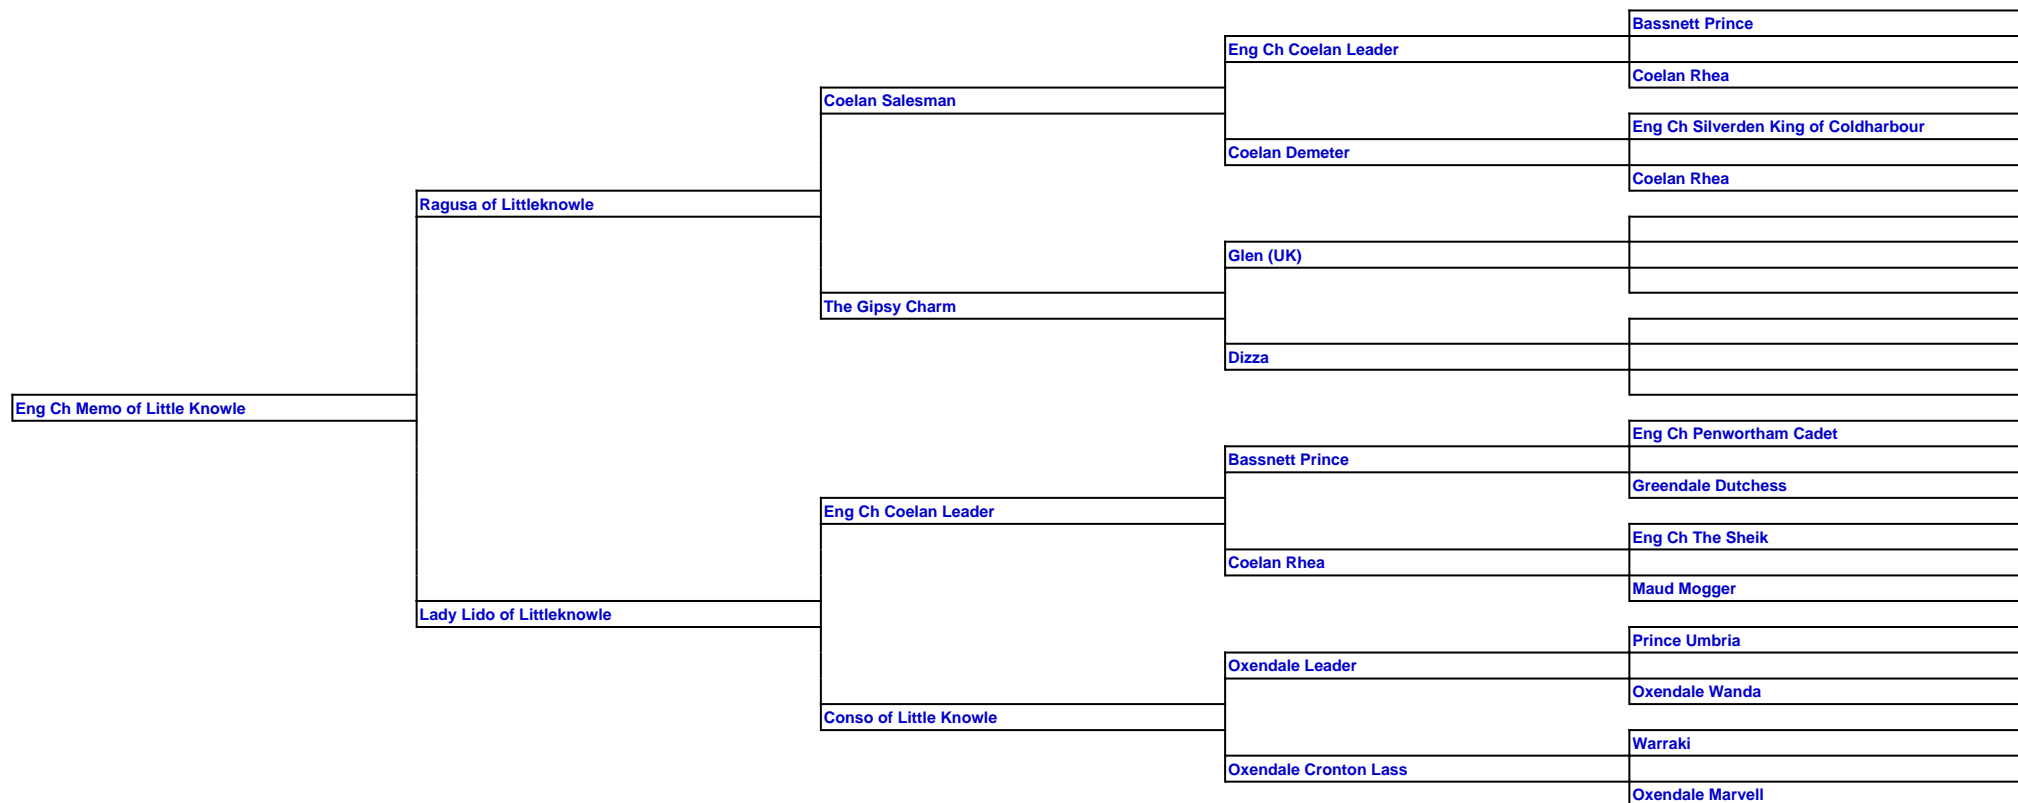 Bassnett Prince
Eng Ch Coelan Leader
Coelan Rhea
Coelan Salesman
Eng Ch Silverden King of Coldharbour
Coelan Demeter
Coelan Rhea
Ragusa of Littleknowle
Glen (UK)
The Gipsy Charm
Dizza
Eng Ch Memo of Little Knowle
Eng Ch Penwortham Cadet
Bassnett Prince
Greendale Dutchess
Eng Ch Coelan Leader
Eng Ch The Sheik
Coelan Rhea
Maud Mogger
Lady Lido of Littleknowle
Prince Umbria
Oxendale Leader
Oxendale Wanda
Conso of Little Knowle
Warraki
Oxendale Cronton Lass
Oxendale Marvell